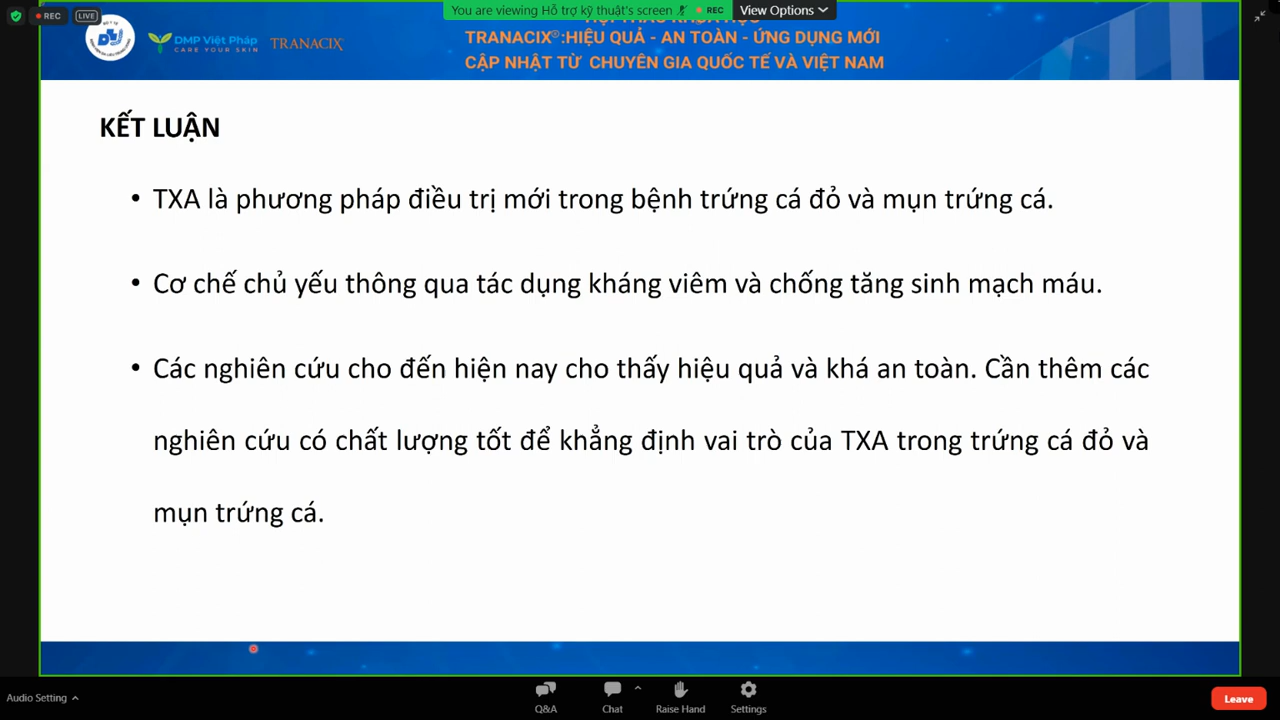 REC
LIVE
You are viewing Hỗ trợ kỹ thuật's screen
REC
View Options
DMP Việt Pháp
CARE YOUR SKIN
TRANACIX
HỘI THẢO KHOA HỌC
TRANACIX®:HIỆU QUẢ - AN TOÀN - ỨNG DỤNG MỚI
CẬP NHẬT TỪ CHUYÊN GIA QUỐC TẾ VÀ VIỆT NAM
KẾT LUẬN
• TXA là phương pháp điều trị mới trong bệnh trứng cá đỏ và mụn trứng cá.
• Cơ chế chủ yếu thông qua tác dụng kháng viêm và chống tăng sinh mạch máu.
• Các nghiên cứu cho đến hiện nay cho thấy hiệu quả và khá an toàn. Cần thêm các
nghiên cứu có chất lượng tốt để khẳng định vai trò của TXA trong trứng cá đỏ và
mụn trứng cá.
Audio Setting
Q&A
Chat
Raise Hand
Settings
Leave